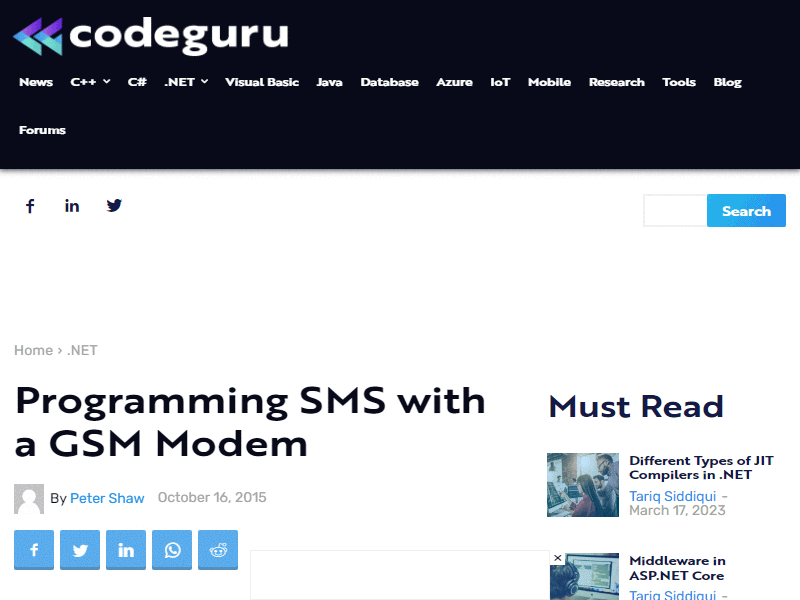 codeguru
News C++ C# .NET Visual Basic Java Database Azure IoT Mobile Research Tools Blog
Forums
Search
Home › .NET
Programming SMS with
a GSM Modem
By Peter Shaw October 16, 2015
Must Read
Different Types of JIT
Compilers in .NET
Tariq Siddiqui -
March 17, 2023
Middleware in
ASP.NET Core
Tariq Siddiqui -